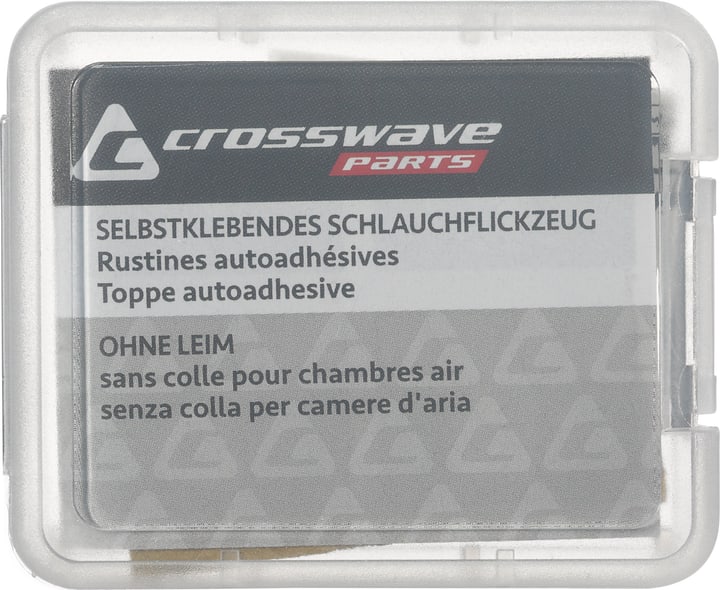 crosswave
PARTS
SELBSTKLEBENDES SCHLAUCHFLICKZEUG
Rustines autoadhésives
Toppe autoadhesive
OHNE LEIM
sans colle pour chambres air
senza colla per camere d'aria